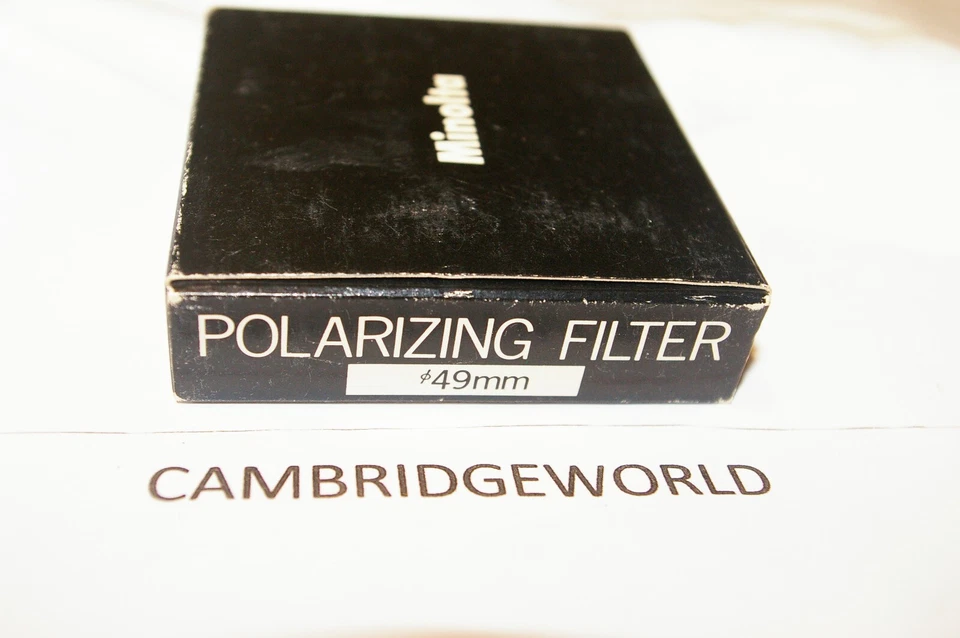 Minolta
POLARIZING FILTER
φ49mm
CAMBRIDGEWORLD